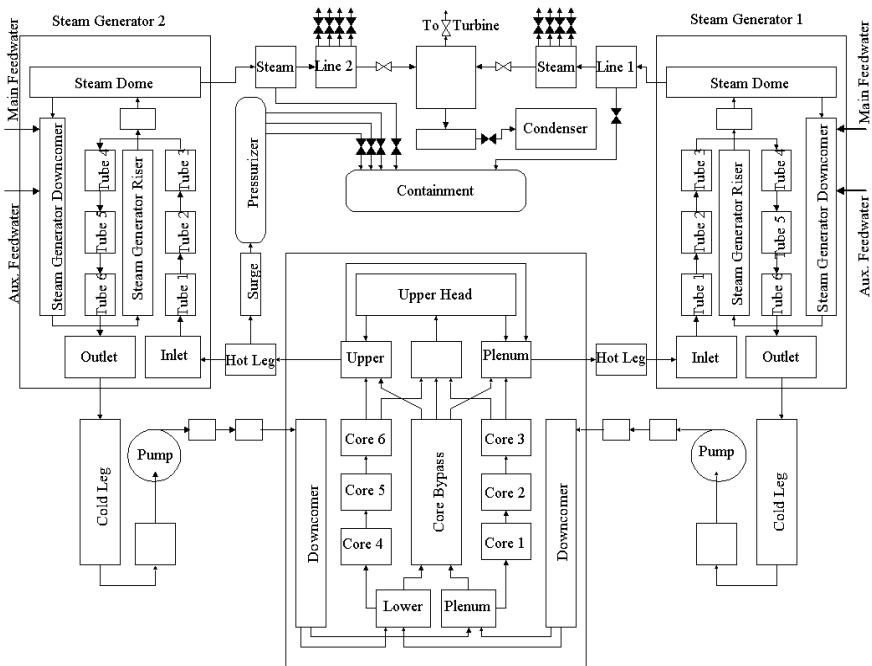 Steam Generator 2
To Turbine
Steam Generator 1
Main Feedwater
Aux. Feedwater
Steam Dome
Steam
Line 2
Steam
Line 1
Steam Dome
Main Feedwater
Aux. Feedwater
Steam Generator Downcomer
Tube 4
Tube 5
Tube 6
Steam Generator Riser
Tube 3
Tube 2
Tube 1
Pressurizer
Condenser
Containment
Tube 3
Tube 2
Tube 1
Steam Generator Riser
Tube 4
Tube 5
Tube 6
Steam Generator Downcomer
Surge
Upper Head
Outlet
Inlet
Hot Leg
Upper
Plenum
Hot Leg
Inlet
Outlet
Cold Leg
Pump
Downcomer
Core 6
Core 5
Core 4
Core Bypass
Core 3
Core 2
Core 1
Downcomer
Pump
Cold Leg
Lower
Plenum